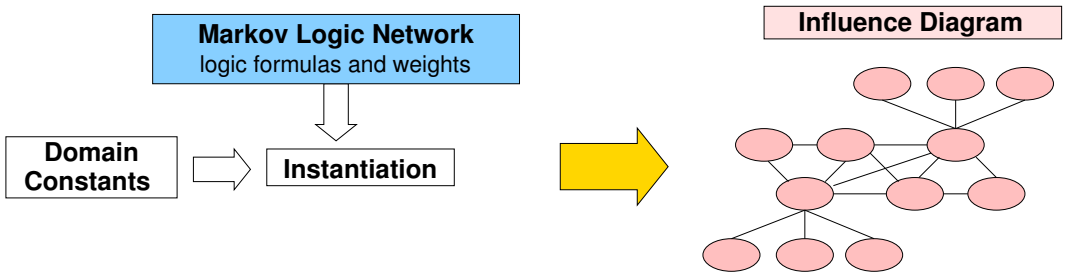 Markov Logic Network
logic formulas and weights
Influence Diagram
Domain
Constants
Instantiation